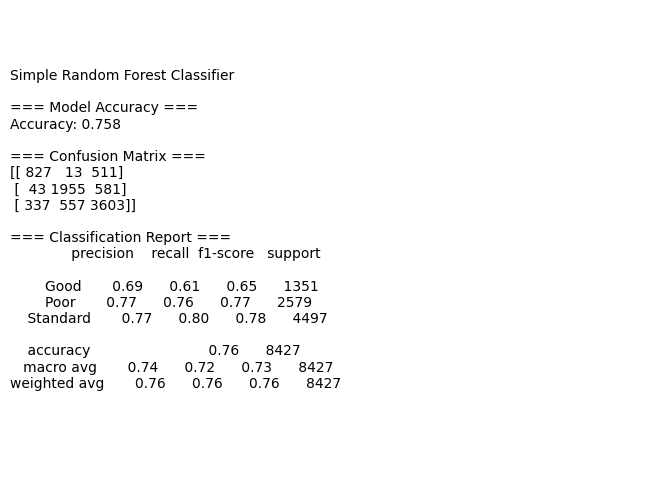 Simple Random Forest Classifier

=== Model Accuracy ===
Accuracy: 0.758

=== Confusion Matrix ===
[[ 827   13  511]
 [  43 1955  581]
 [ 337  557 3603]]

=== Classification Report ===
              precision    recall  f1-score   support

        Good       0.69      0.61      0.65      1351
        Poor       0.77      0.76      0.77      2579
    Standard       0.77      0.80      0.78      4497

    accuracy                           0.76      8427
   macro avg       0.74      0.72      0.73      8427
weighted avg       0.76      0.76      0.76      8427